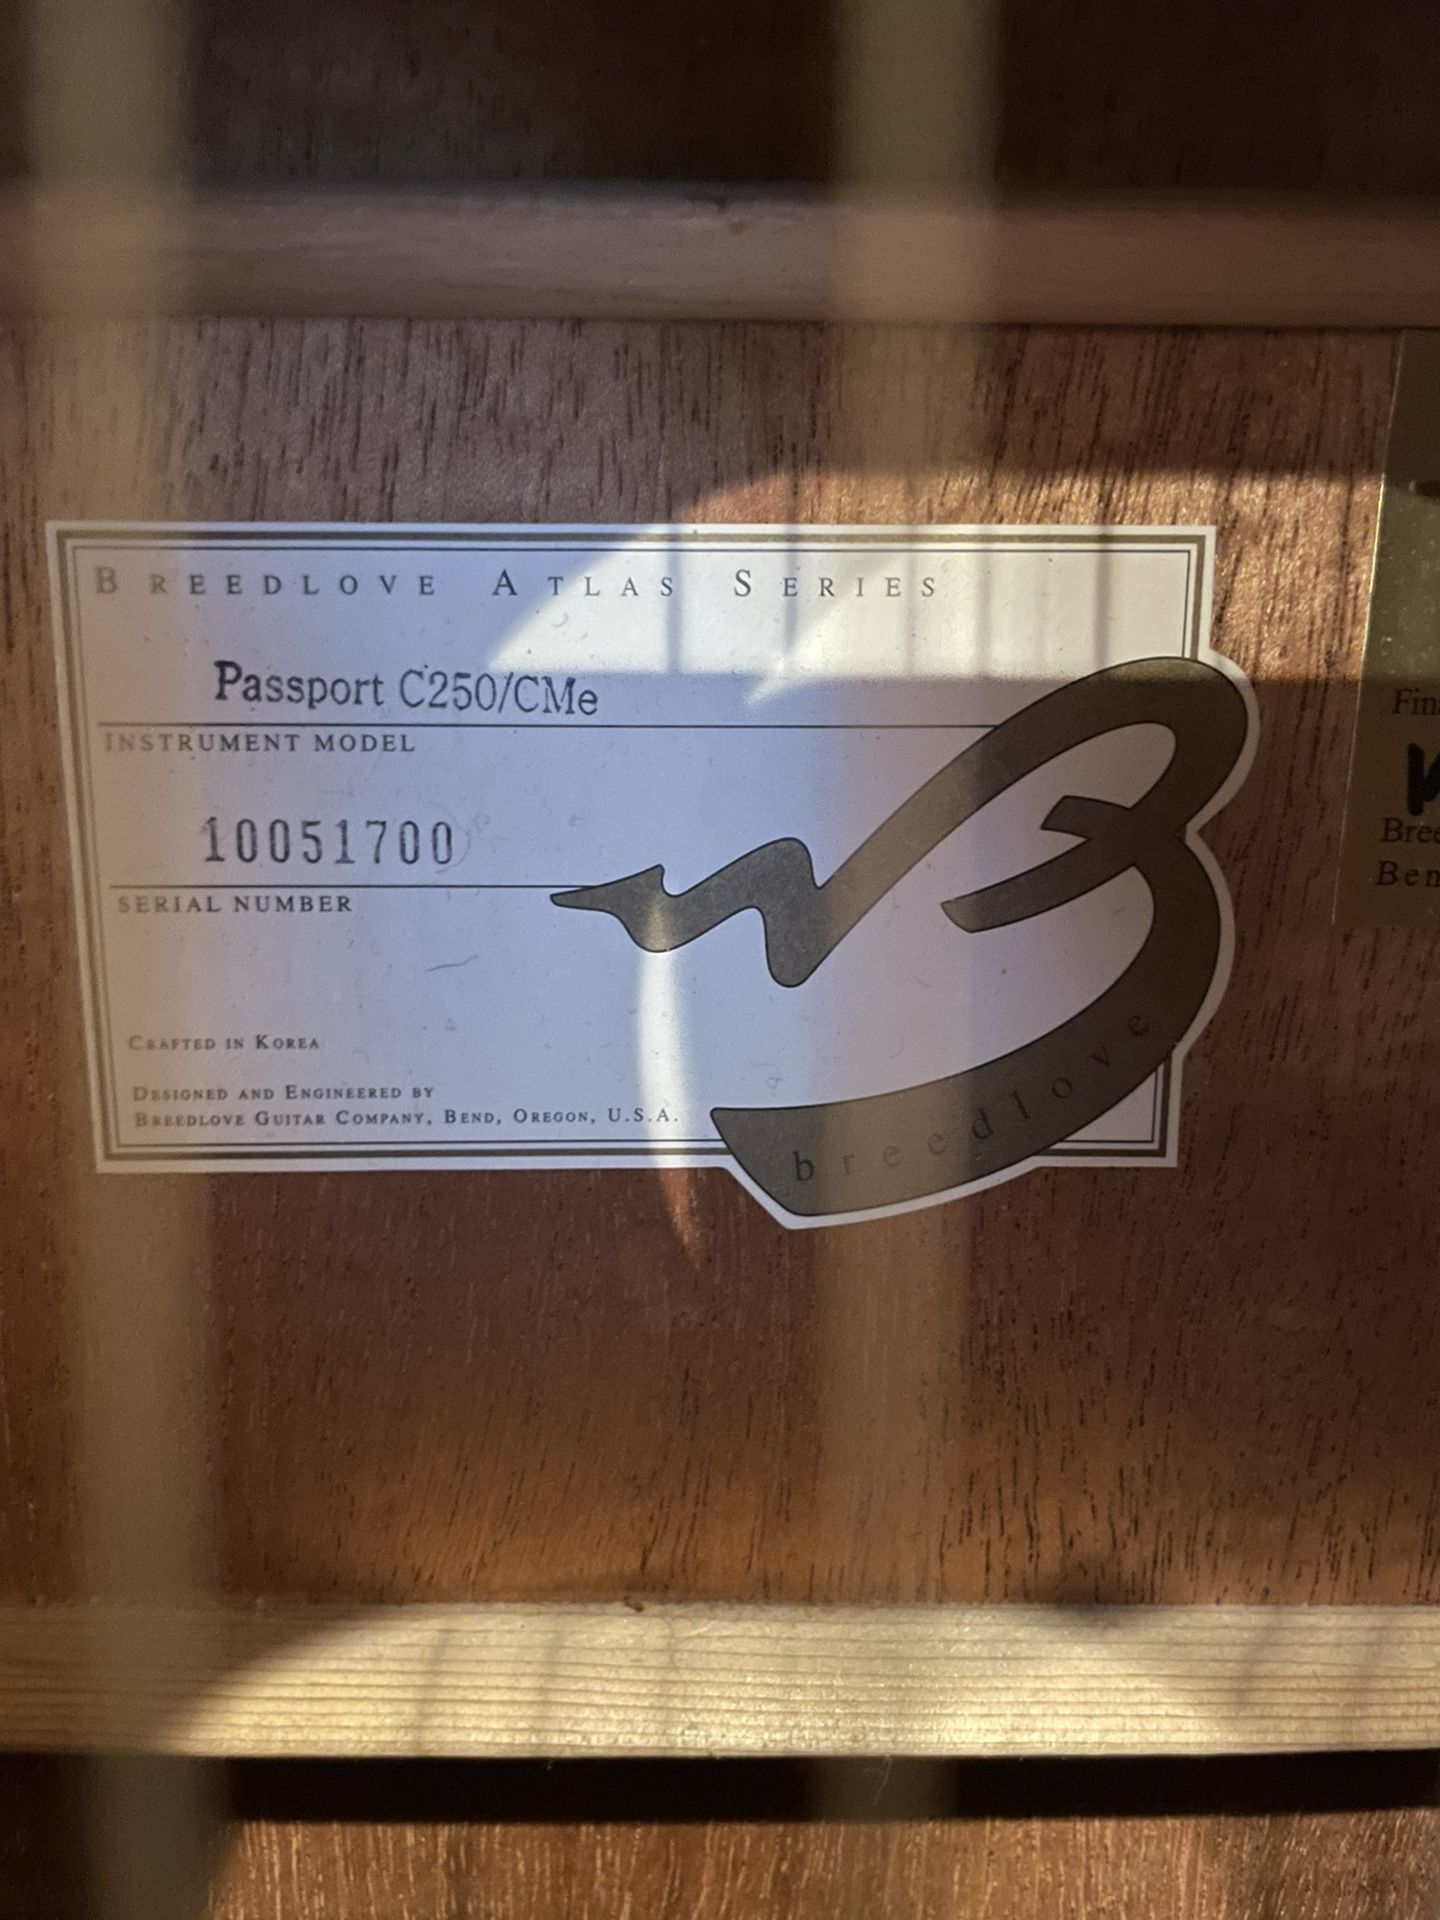 BREEDLOVE ATLAS SERIES
Passport C250/CMe
INSTRUMENT MODEL
10051700
SERIAL NUMBER
CRAFTED IN KOREA
DESIGNED AND ENGINEERED BY
BREEDLOVE GUITAR COMPANY, BEND, OREGON, U.S.A.
breedlove